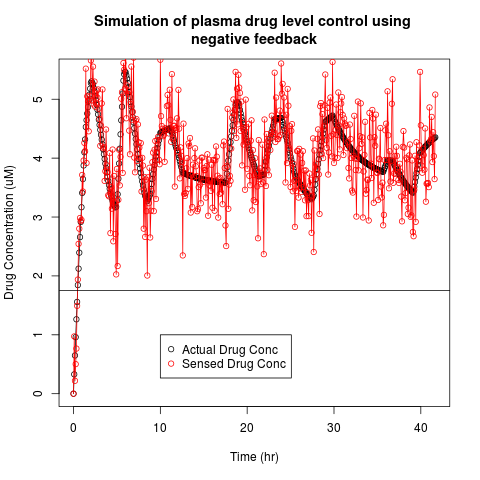 Simulation of plasma drug level control using
negative feedback
Drug Concentration (uM)
5
4
3
2
1
0
Actual Drug Conc
Sensed Drug Conc
0 10 20 30 40
Time (hr)